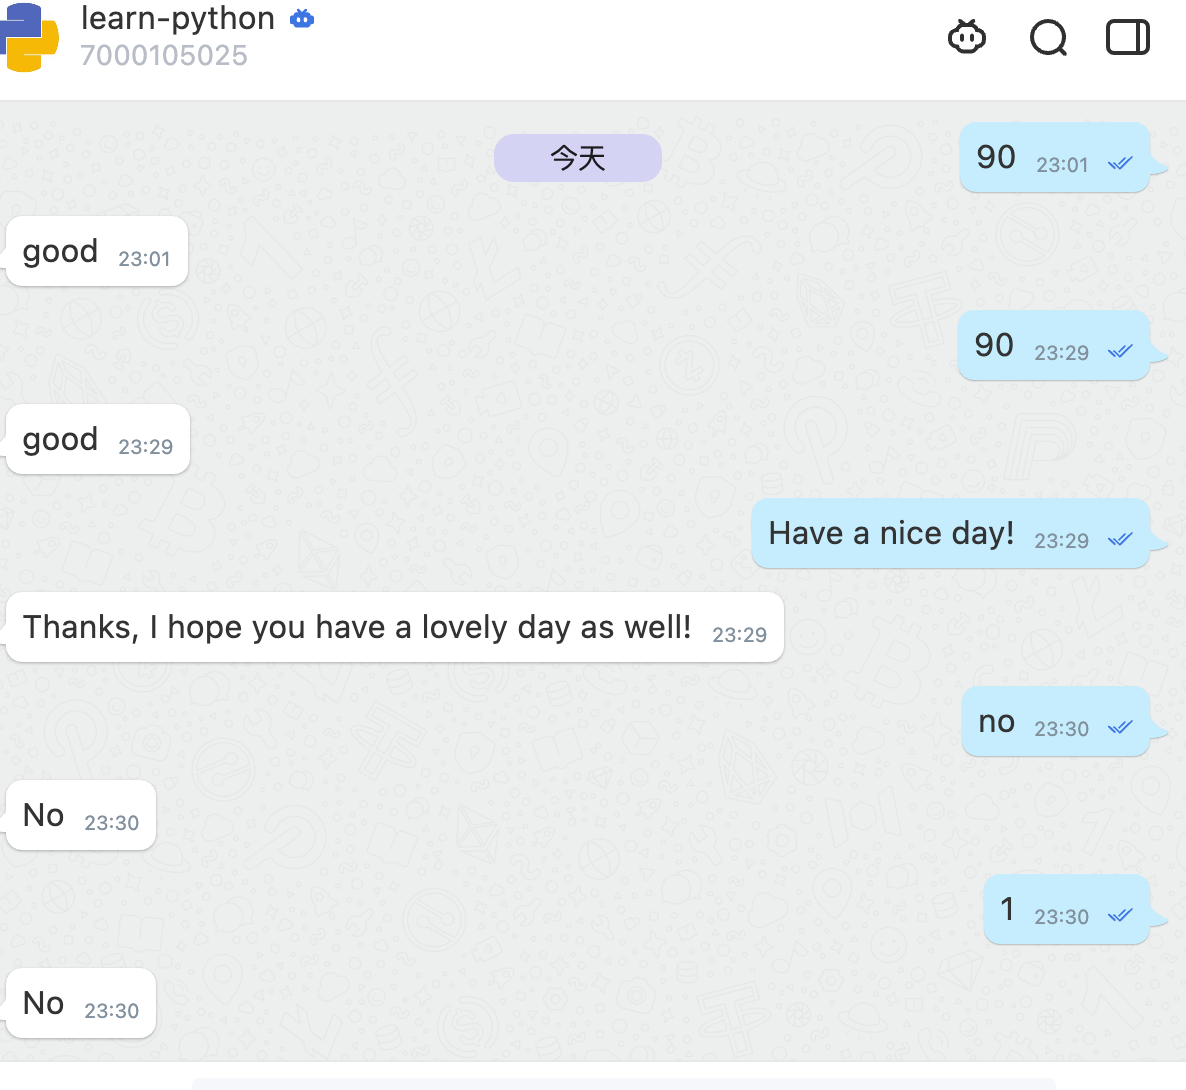 learn-python
7000105025
今天
90 23:01
good 23:01
90 23:29
good 23:29
Have a nice day! 23:29
Thanks, I hope you have a lovely day as well! 23:29
no 23:30
No 23:30
1 23:30
No 23:30